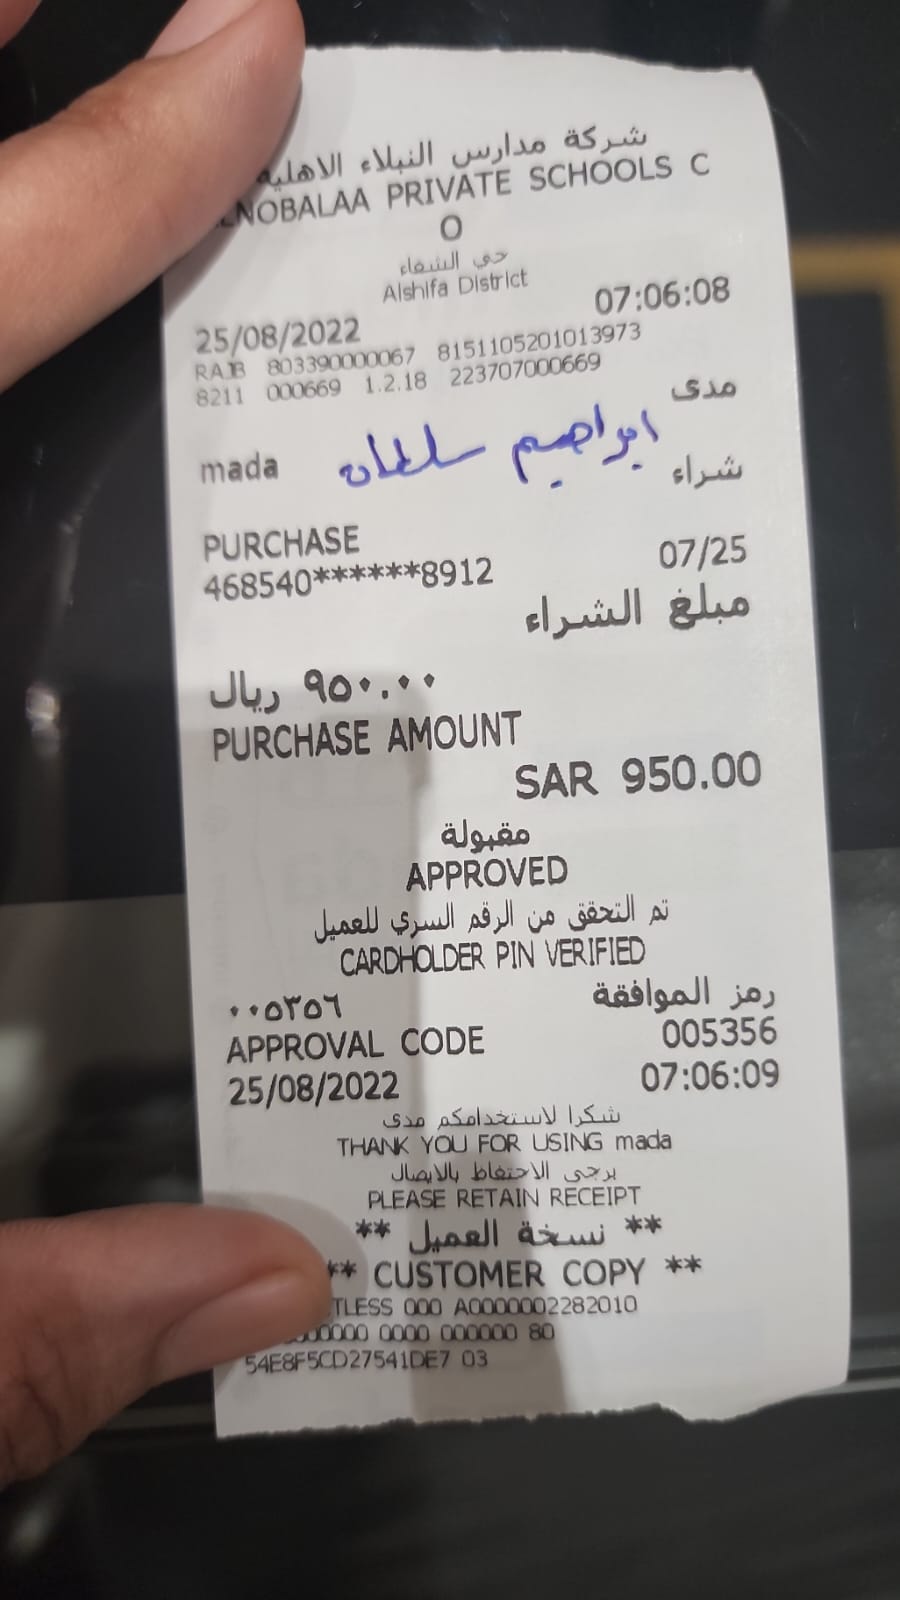 شركة مدارس النبلاء الاهلية
NOBALAA PRIVATE SCHOOLS C
O
حي الشفاء
Alshifa District
25/08/2022 07:06:08
RAJB 803390000067 8151105201013973
8211 000669 1.2.18 223707000669
مدى
mada ابراهيم سلطان
شراء
PURCHASE
468540******8912 07/25
مبلغ الشراء
٩٥٠.٠٠ ريال
PURCHASE AMOUNT
SAR 950.00
مقبولة
APPROVED
تم التحقق من الرقم السري للعميل
CARDHOLDER PIN VERIFIED
رمز الموافقة ٠٠٥٣٥٦
APPROVAL CODE 005356
25/08/2022 07:06:09
شكرا لاستخدامكم مدى
THANK YOU FOR USING mada
يرجى الاحتفاظ بالايصال
PLEASE RETAIN RECEIPT
** نسخة العميل **
** CUSTOMER COPY **
TLESS 000 A0000002282010
0000 000000 80
54E8F5CD27541DE7 03